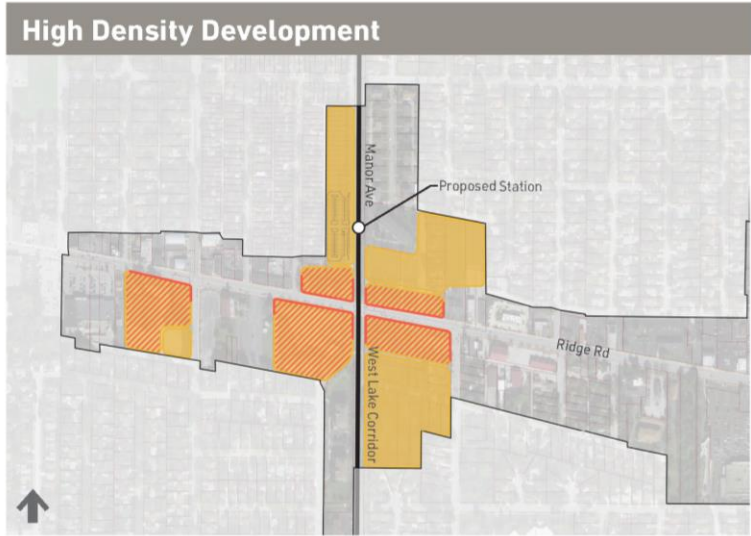 High Density Development
Manor Ave
Proposed Station
Ridge Rd
West Lake Corridor